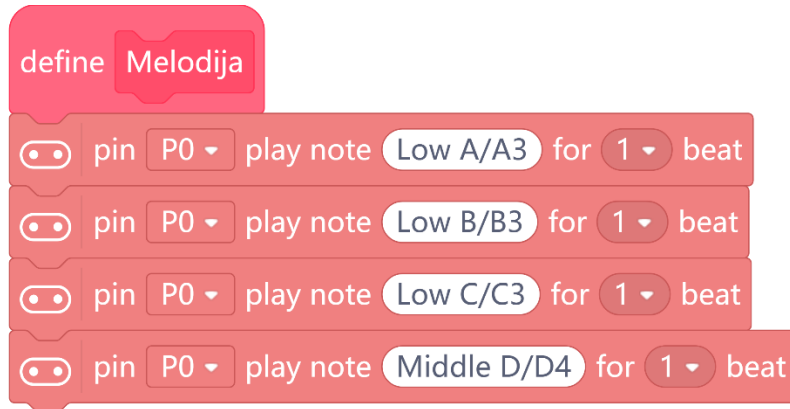 define Melodija
pin P0 play note Low A/A3 for 1 beat
pin P0 play note Low B/B3 for 1 beat
pin P0 play note Low C/C3 for 1 beat
pin P0 play note Middle D/D4 for 1 beat